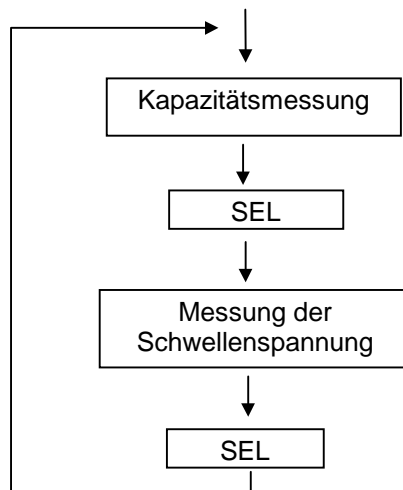 Kapazitätsmessung
SEL
Messung der
Schwellenspannung
SEL